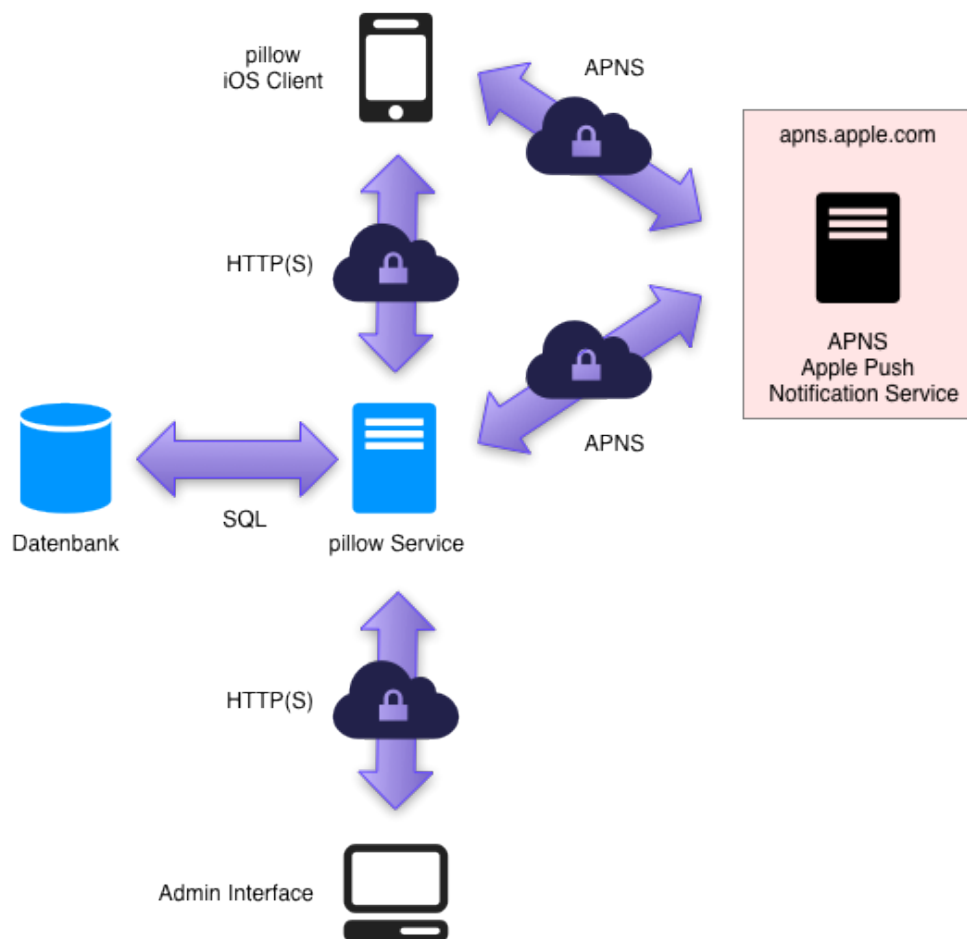 pillow
iOS Client
APNS
apns.apple.com
HTTP(S)
APNS
Apple Push
Notification Service
APNS
SQL
Datenbank
pillow Service
HTTP(S)
Admin Interface